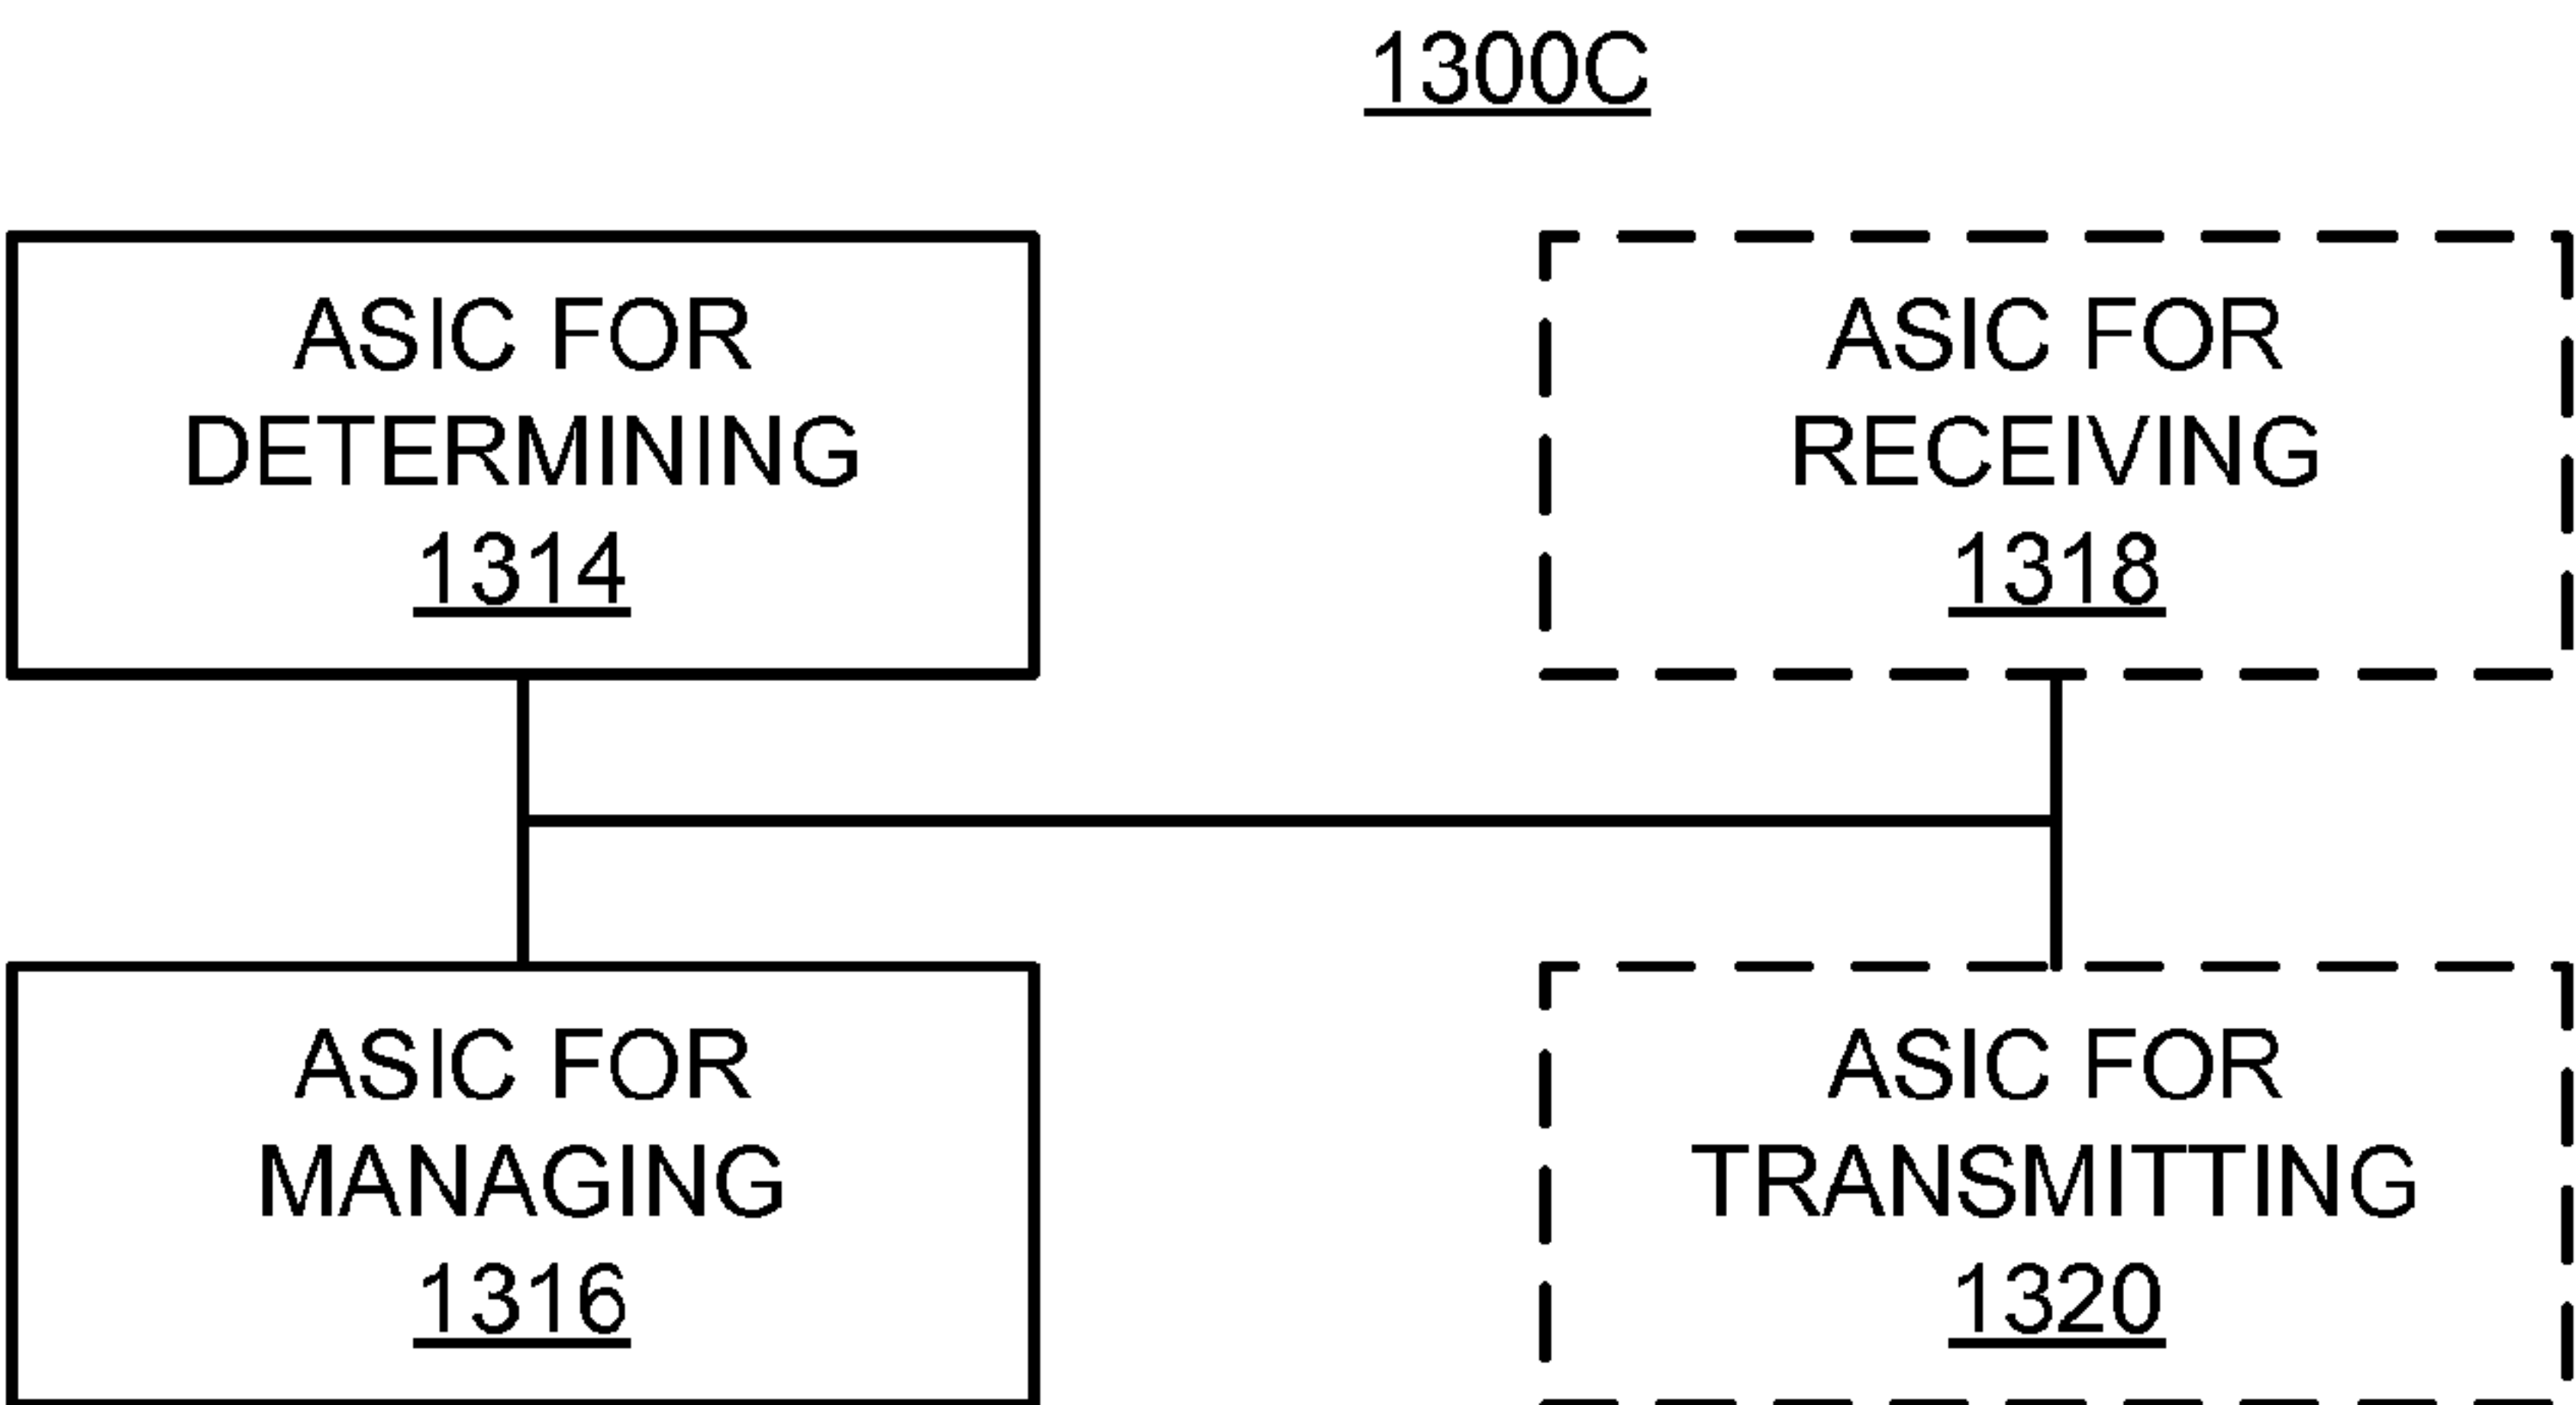 1300C
ASIC FOR
DETERMINING
1314
ASIC FOR
RECEIVING
1318
ASIC FOR
MANAGING
1316
ASIC FOR
TRANSMITTING
1320